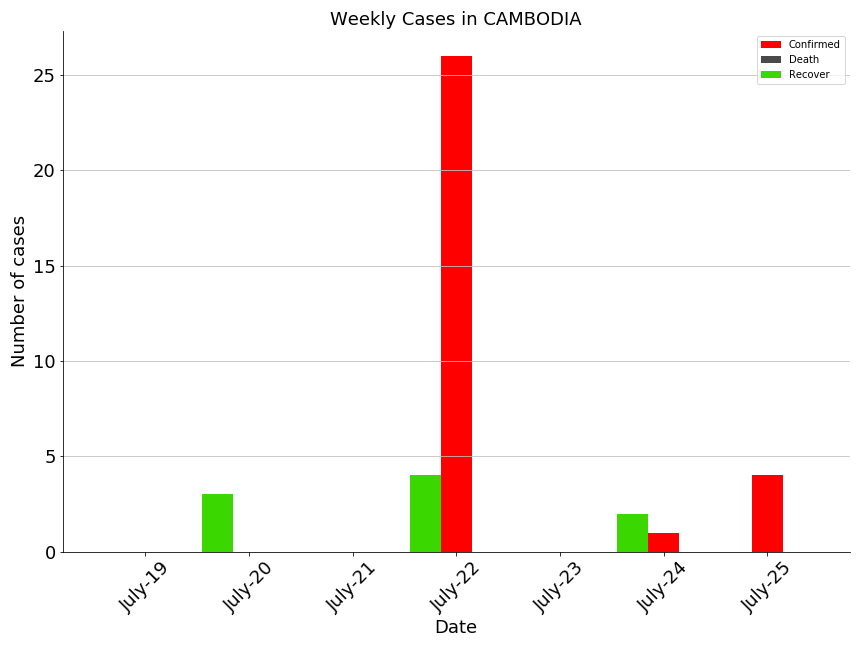 Weekly Cases in CAMBODIA
Confirmed
Death
Recover
Number of cases
25
20
15
10
5
0
July-19
July-20
July-21
July-22
July-23
July-24
July-25
Date